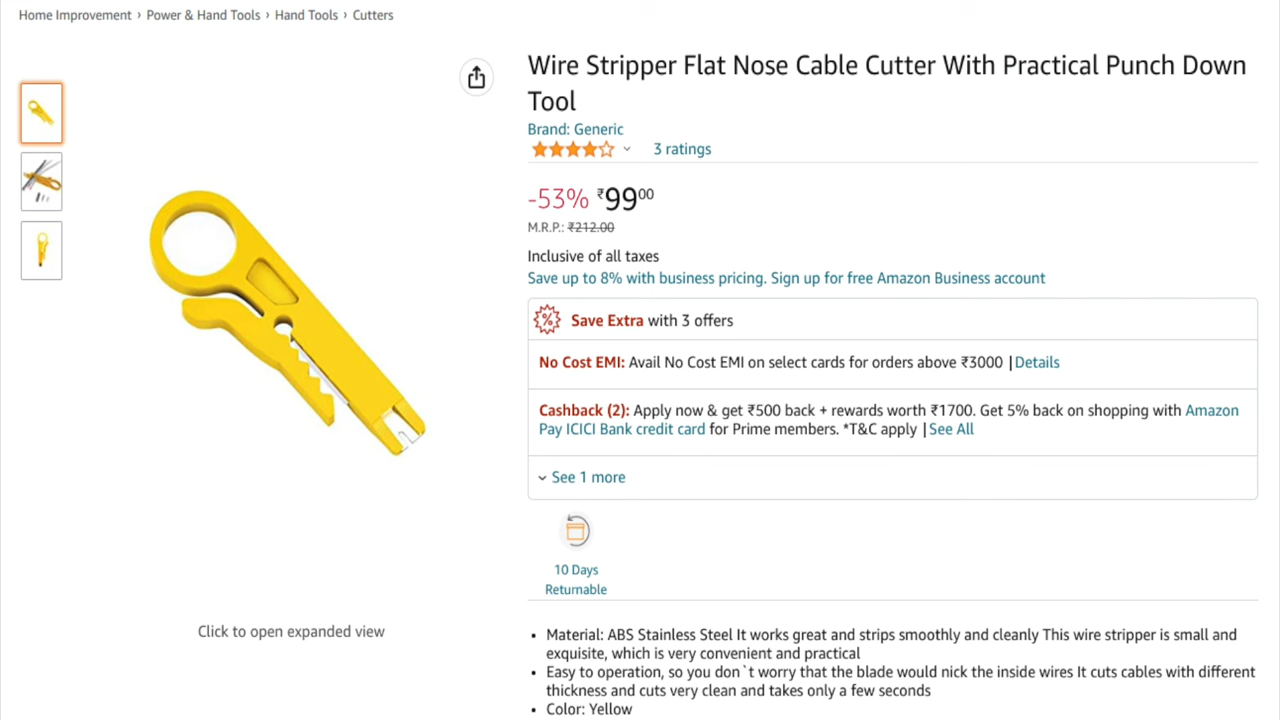 Home Improvement › Power & Hand Tools › Hand Tools › Cutters
Wire Stripper Flat Nose Cable Cutter With Practical Punch Down
Tool
Brand: Generic
3 ratings
-53% ₹9900
M.R.P.: ₹212.00
Inclusive of all taxes
Save up to 8% with business pricing. Sign up for free Amazon Business account
Save Extra with 3 offers
No Cost EMI: Avail No Cost EMI on select cards for orders above ₹3000 | Details
Cashback (2): Apply now & get ₹500 back + rewards worth ₹1700. Get 5% back on shopping with Amazon
Pay ICICI Bank credit card for Prime members. *T&C apply | See All
See 1 more
10 Days
Returnable
Click to open expanded view
• Material: ABS Stainless Steel It works great and strips smoothly and cleanly This wire stripper is small and
exquisite, which is very convenient and practical
• Easy to operation, so you don`t worry that the blade would nick the inside wires It cuts cables with different
thickness and cuts very clean and takes only a few seconds
• Color: Yellow